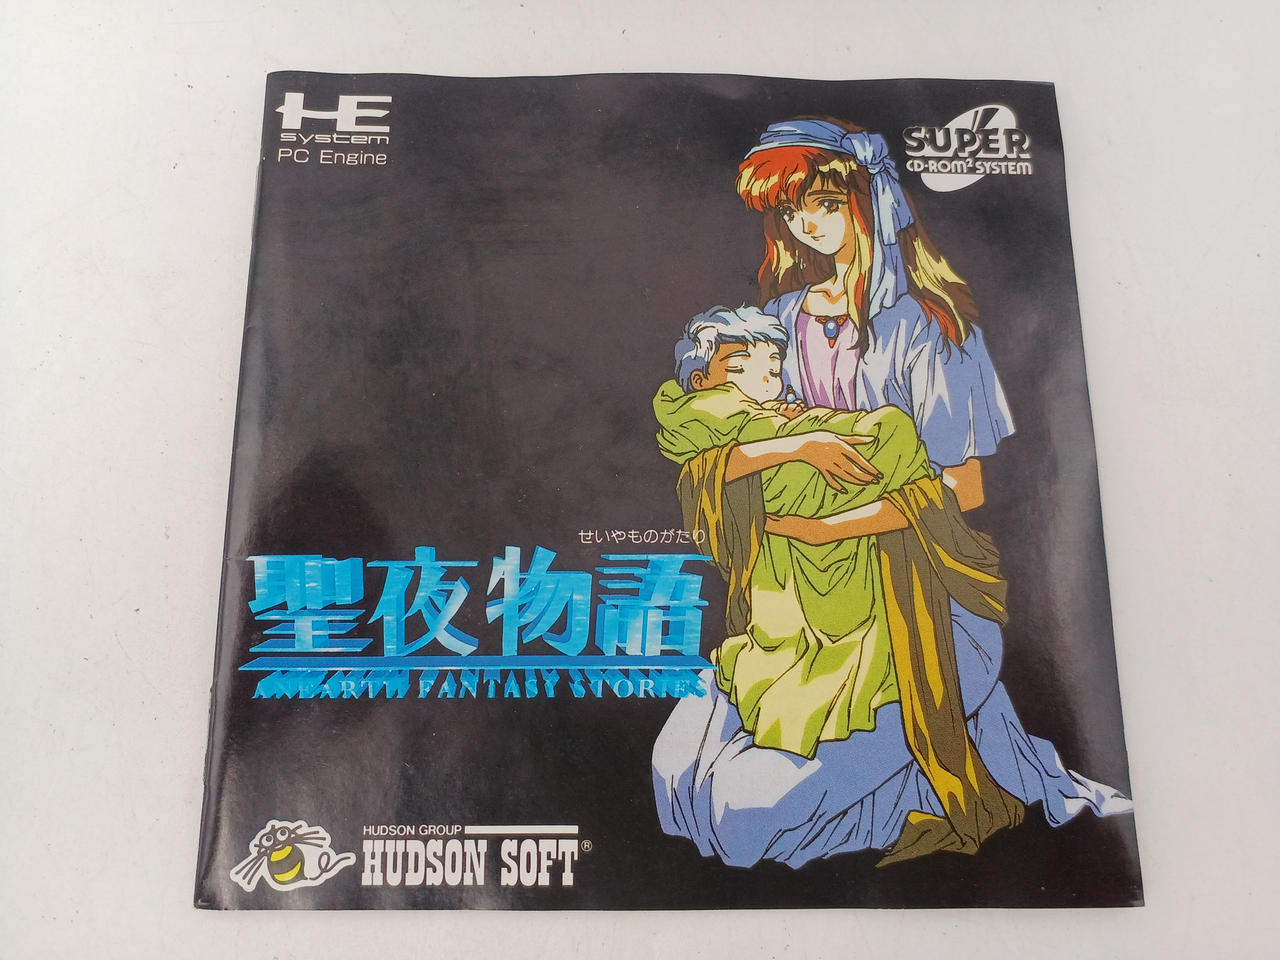 HE
system
PC Engine
SUPER
CD-ROM² SYSTEM
せいやものがたり
聖夜物語
AN EARTH FANTASY STORIES
HUDSON GROUP
HUDSON SOFT®